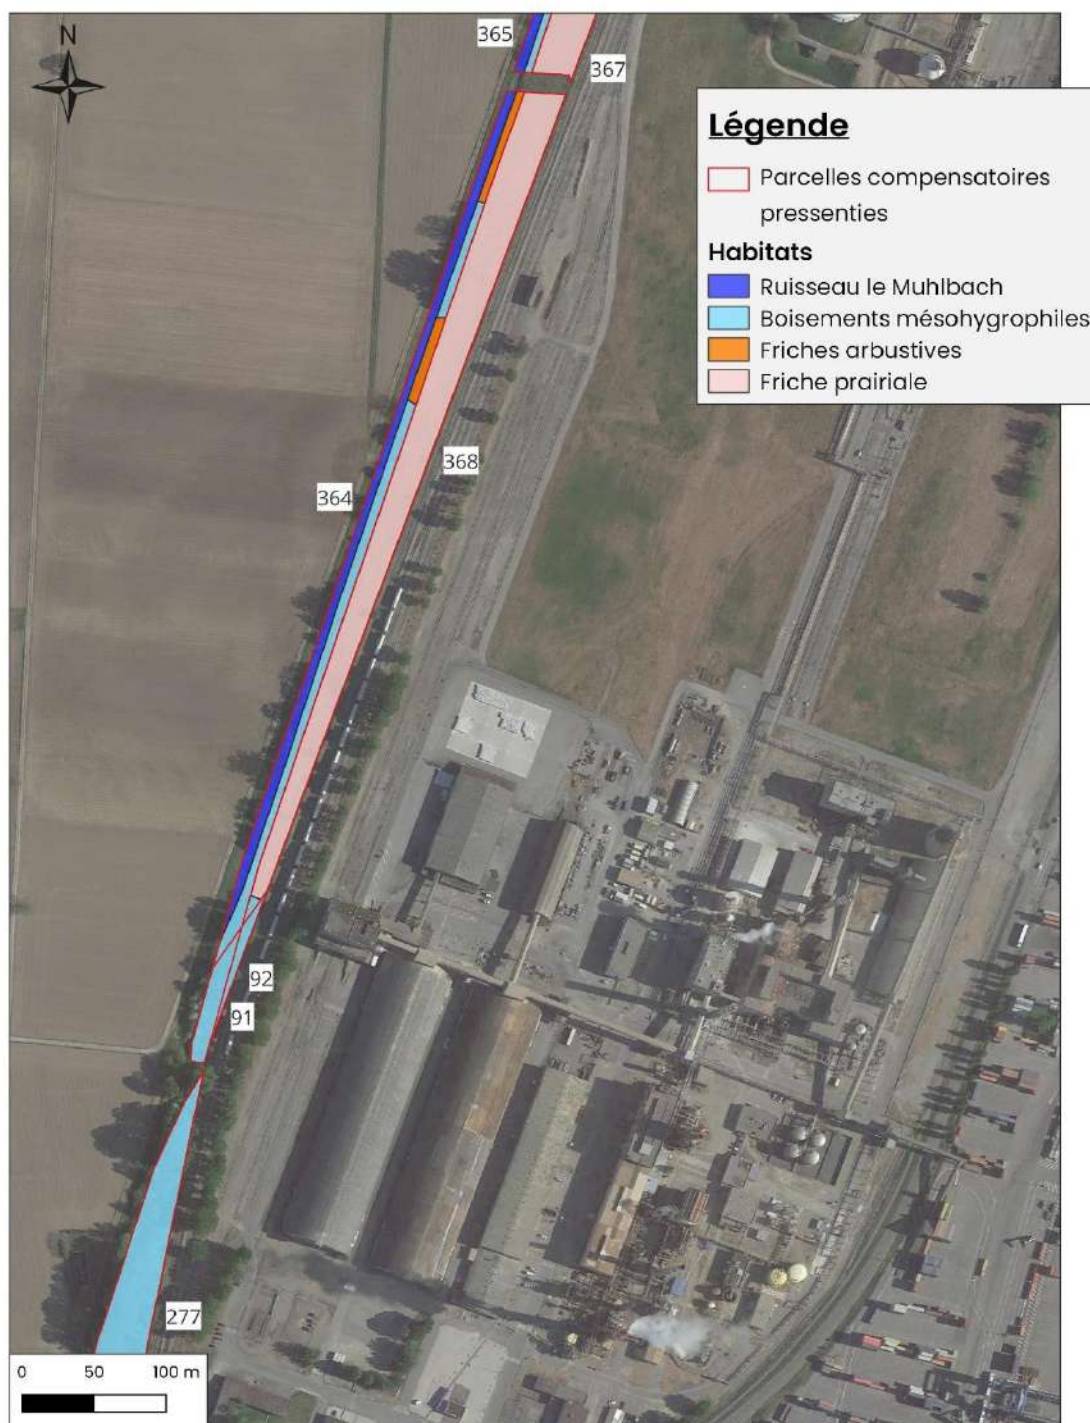 N
365
367
Légende
Parcelles compensatoires
pressenties
Habitats
Ruisseau le Muhlbach
Boisements mésohygrophiles
Friches arbustives
Friche prairiale
368
364
92
91
277
0 50 100 m